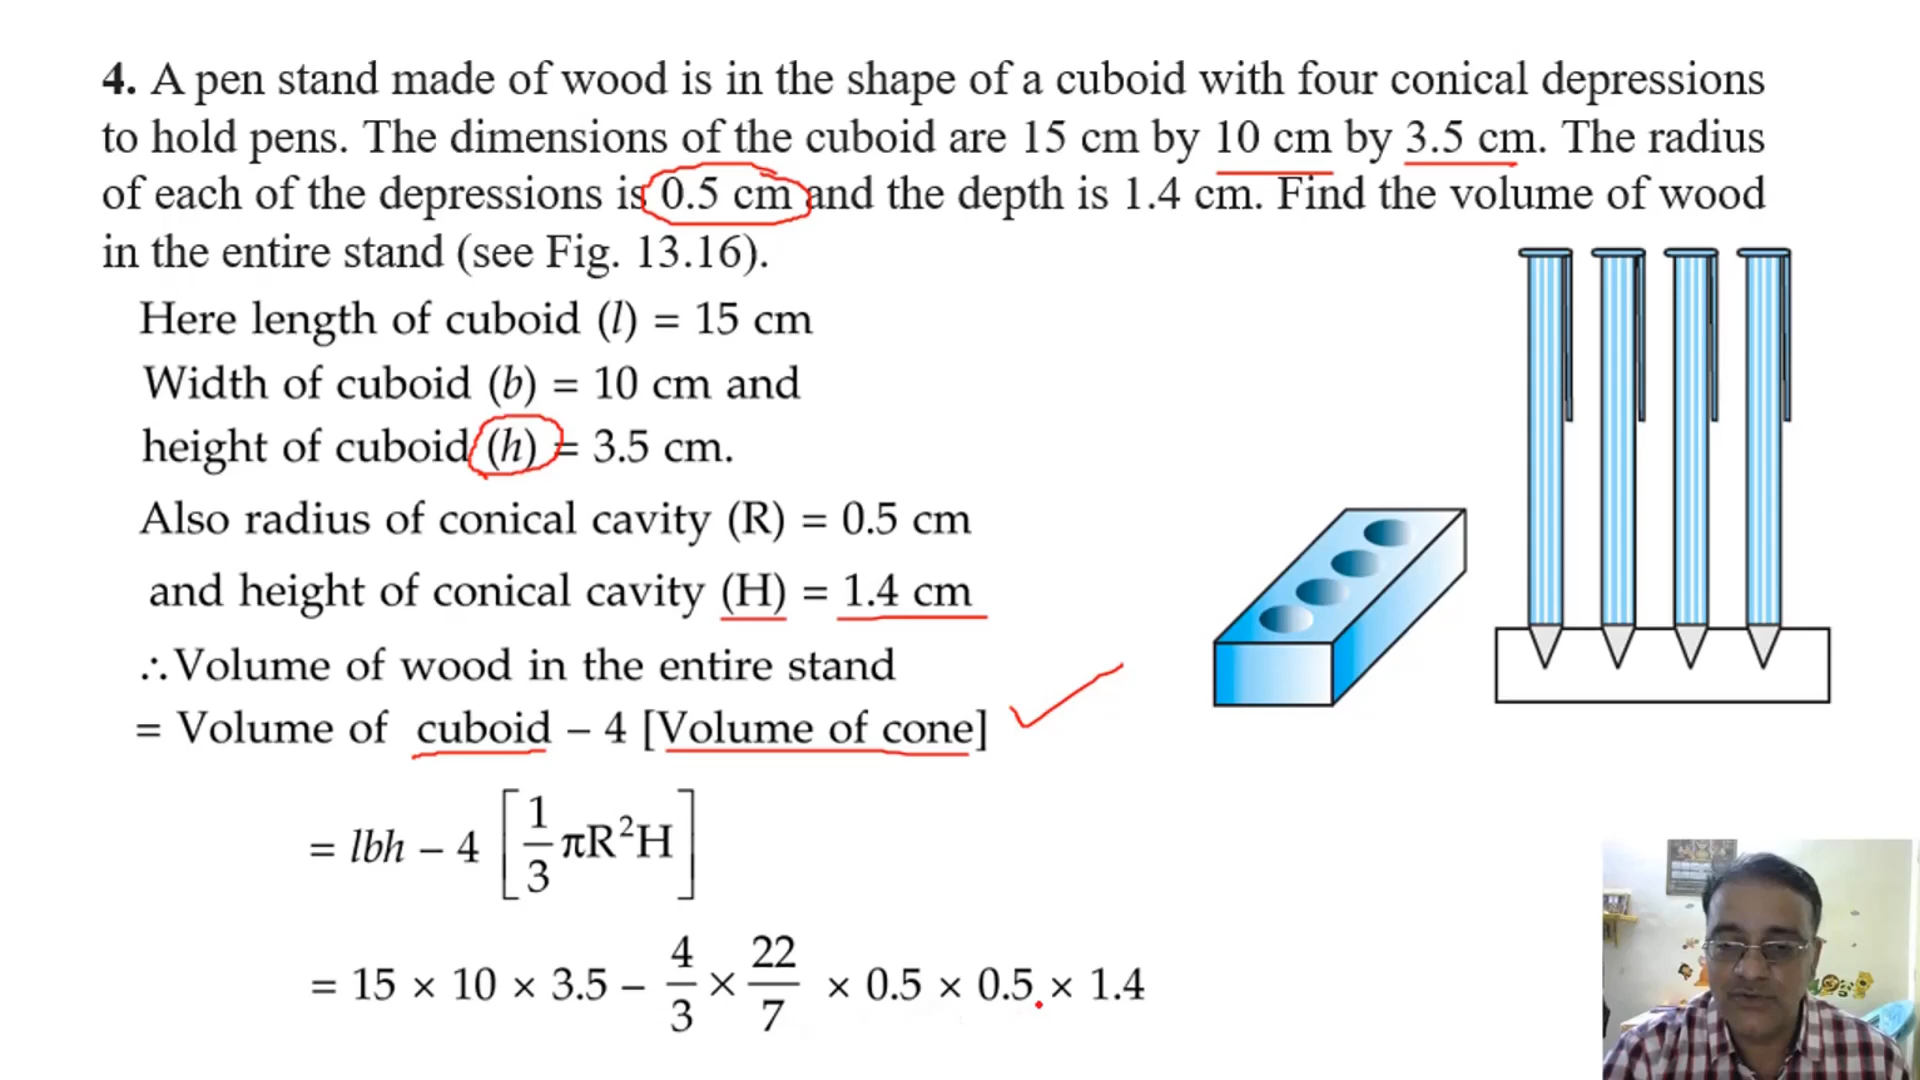 4. A pen stand made of wood is in the shape of a cuboid with four conical depressions
to hold pens. The dimensions of the cuboid are 15 cm by 10 cm by 3.5 cm. The radius
of each of the depressions is 0.5 cm and the depth is 1.4 cm. Find the volume of wood
in the entire stand (see Fig. 13.16).
Here length of cuboid (l) = 15 cm
Width of cuboid (b) = 10 cm and
height of cuboid (h) = 3.5 cm.
Also radius of conical cavity (R) = 0.5 cm
and height of conical cavity (H) = 1.4 cm
∴ Volume of wood in the entire stand
= Volume of cuboid – 4 [Volume of cone]
= lbh – 4 [1/3 πR²H]
= 15 × 10 × 3.5 – 4/3 × 22/7 × 0.5 × 0.5 × 1.4